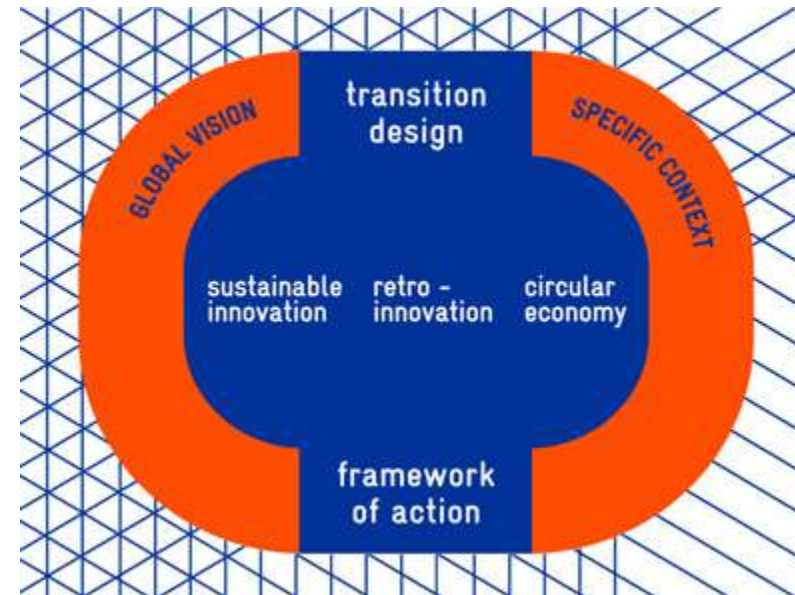 transition
design
GLOBAL VISION
SPECIFIC CONTEXT
sustainable
innovation
retro -
innovation
circular
economy
framework
of action